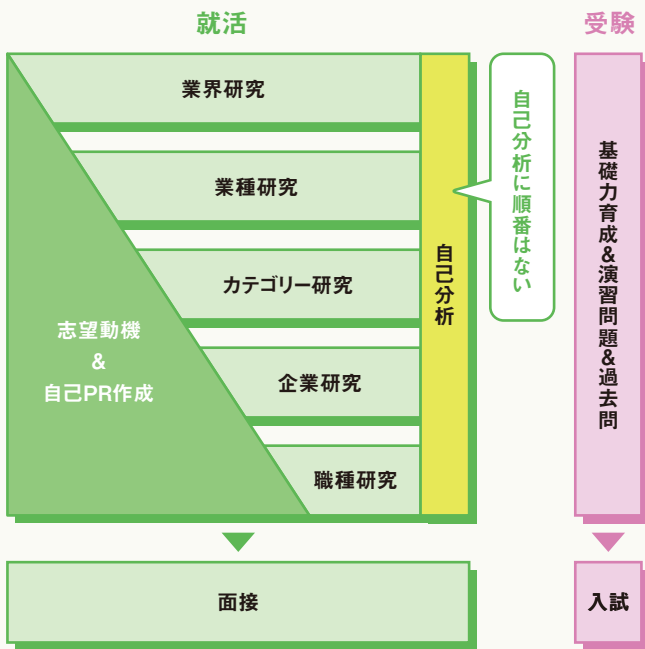 就活
受験
業界研究
業種研究
カテゴリー研究
企業研究
職種研究
志望動機
&
自己PR作成
自己分析
自己分析に順番はない
基礎力育成&演習問題&過去問
面接
入試